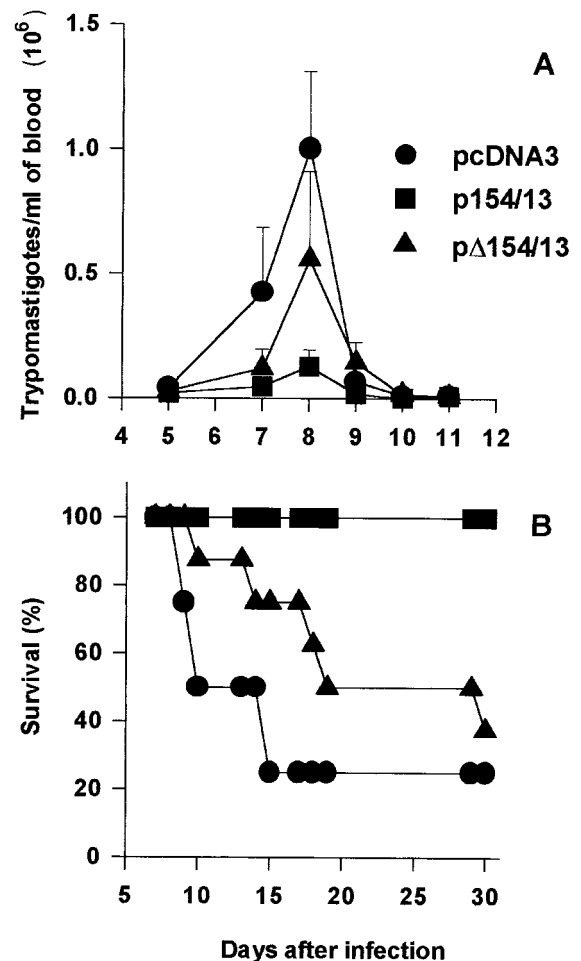 Trypomastigotes/ml of blood (10⁶)
1.5
1.0
0.5
0.0
4 5 6 7 8 9 10 11 12
A
pcDNA3
p154/13
pΔ154/13
Survival (%)
100
80
60
40
20
0
5 10 15 20 25 30
B
Days after infection